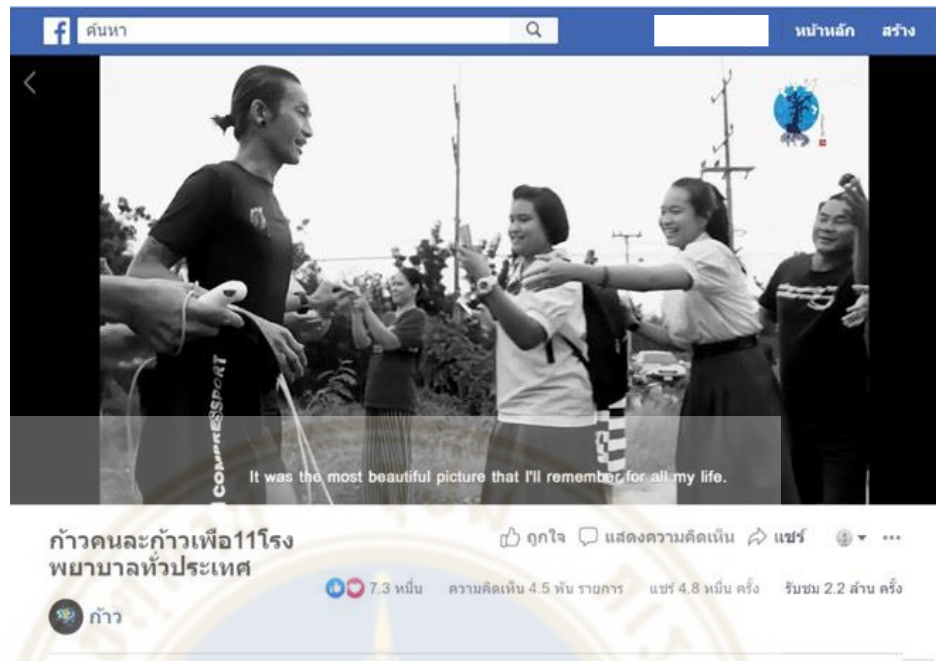 f ค้นหา หน้าหลัก สร้าง
COMPRESSPORT
It was the most beautiful picture that I'll remember for all my life.
ก้าวคนละก้าวเพื่อ11โรง
พยาบาลทั่วประเทศ
ถูกใจ แสดงความคิดเห็น แชร์
7.3 หมื่น ความคิดเห็น 4.5 พัน รายการ แชร์ 4.8 หมื่น ครั้ง รับชม 2.2 ล้าน ครั้ง
ก้าว